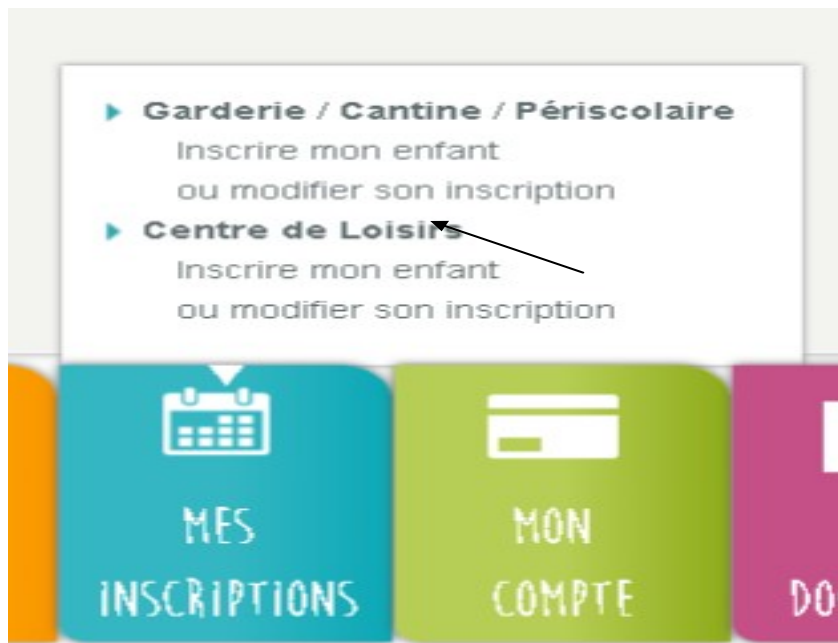 Garderie / Cantine / Périscolaire
Inscrire mon enfant
ou modifier son inscription
Centre de Loisirs
Inscrire mon enfant
ou modifier son inscription
MES
INSCRIPTIONS
MON
COMPTE
DO